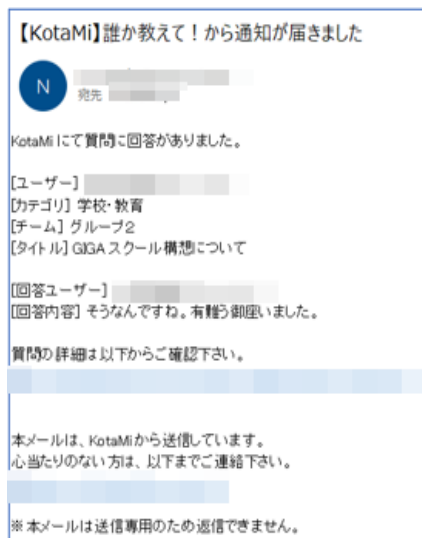 【KotaMi】誰か教えて！から通知が届きました
N
宛先
KotaMi にて質問に回答がありました。
[ユーザー]
[カテゴリ] 学校・教育
[チーム] グループ2
[タイトル] GIGA スクール構想について
[回答ユーザー]
[回答内容] そうなんですね。有難う御座いました。
質問の詳細は以下からご確認下さい。
本メールは、KotaMiから送信しています。
心当たりのない方は、以下までご連絡下さい。
※本メールは送信専用のため返信できません。